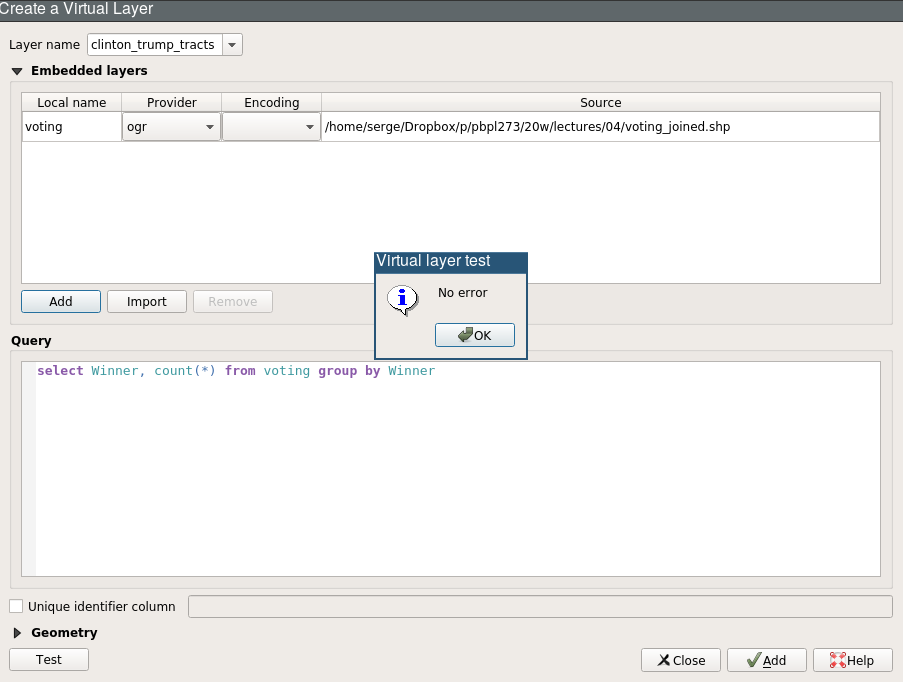 Create a Virtual Layer
Layer name clinton_trump_tracts
Embedded layers
Local name Provider Encoding Source
voting ogr /home/serge/Dropbox/p/pbpl273/20w/lectures/04/voting_joined.shp
Virtual layer test
No error
OK
Add Import Remove
Query
select Winner, count(*) from voting group by Winner
Unique identifier column
Geometry
Test Close Add Help